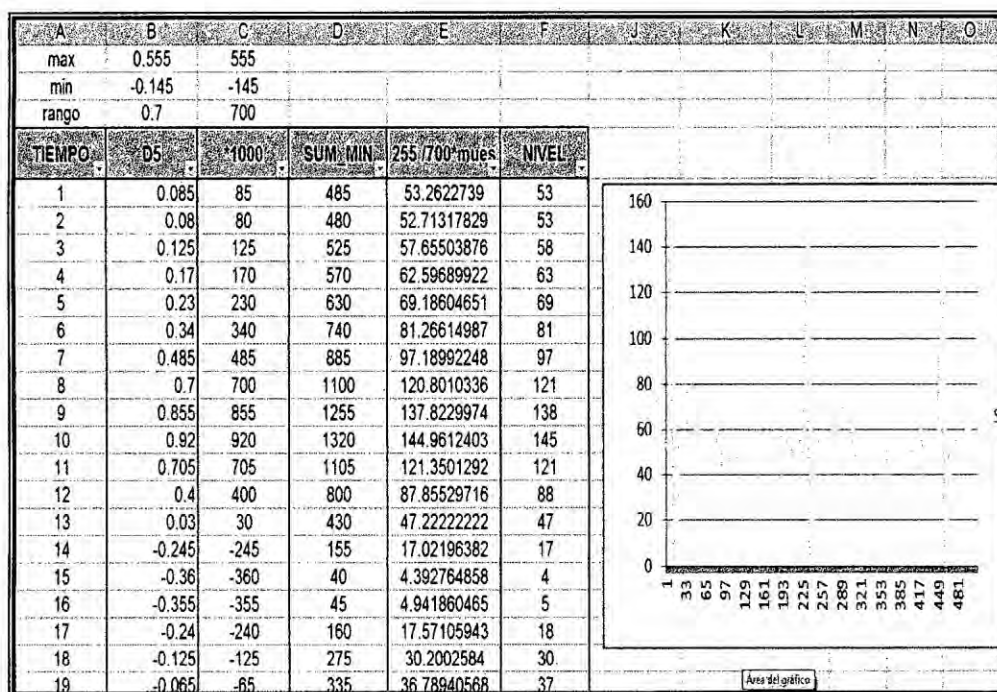 A B C D E F J K L M N O
max 0.555 555
min -0.145 -145
rango 0.7 700
TIEMPO D5 *1000 SUM_MIN 255 /700*mues NIVEL
1 0.085 85 485 53.2622739 53
2 0.08 80 480 52.71317829 53
3 0.125 125 525 57.65503876 58
4 0.17 170 570 62.59689922 63
5 0.23 230 630 69.18604651 69
6 0.34 340 740 81.26614987 81
7 0.485 485 885 97.18992248 97
8 0.7 700 1100 120.8010336 121
9 0.855 855 1255 137.8229974 138
10 0.92 920 1320 144.9612403 145
11 0.705 705 1105 121.3501292 121
12 0.4 400 800 87.85529716 88
13 0.03 30 430 47.22222222 47
14 -0.245 -245 155 17.02196382 17
15 -0.36 -360 40 4.392764858 4
16 -0.355 -355 45 4.941860465 5
17 -0.24 -240 160 17.57105943 18
18 -0.125 -125 275 30.2002584 30
19 -0.065 -65 335 36.78940568 37
160
140
120
100
80
60
40
20
0
1 33 65 97 129 161 193 225 257 289 321 353 385 417 449 481
Área del gráfico